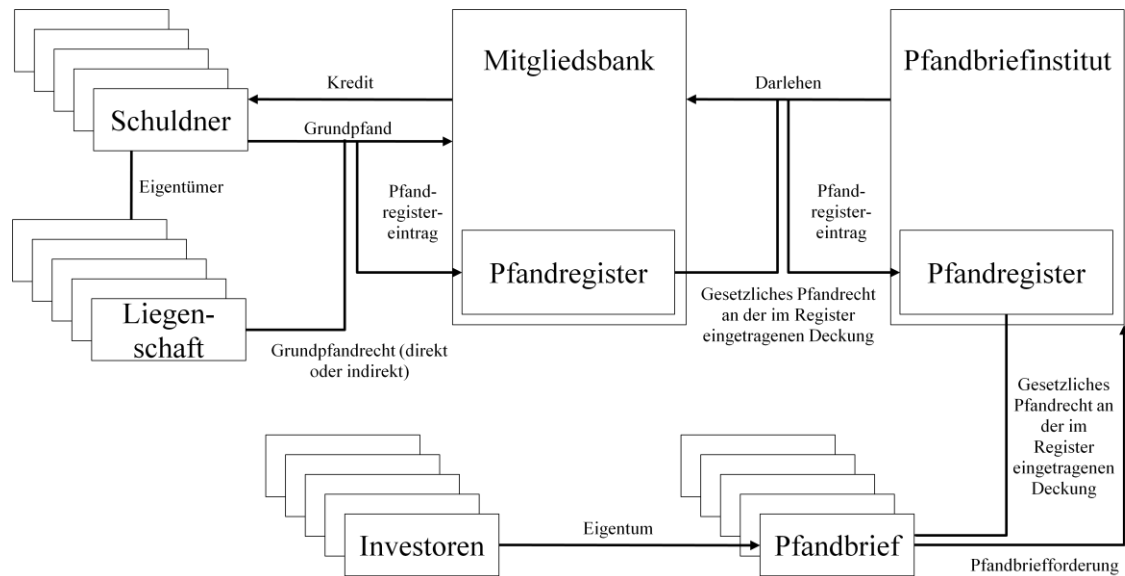 Mitgliedsbank
Pfandbriefinstitut
Kredit
Darlehen
Schuldner
Grundpfand
Eigentümer
Pfand-
register-
eintrag
Pfand-
register-
eintrag
Pfandregister
Pfandregister
Liegen-
schaft
Grundpfandrecht (direkt
oder indirekt)
Gesetzliches Pfandrecht
an der im Register
eingetragenen Deckung
Gesetzliches
Pfandrecht an
der im
Register
eingetragenen
Deckung
Investoren
Eigentum
Pfandbrief
Pfandbriefforderung